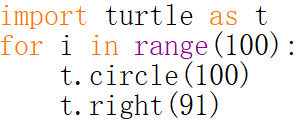 import turtle as t
for i in range(100):
    t.circle(100)
    t.right(91)